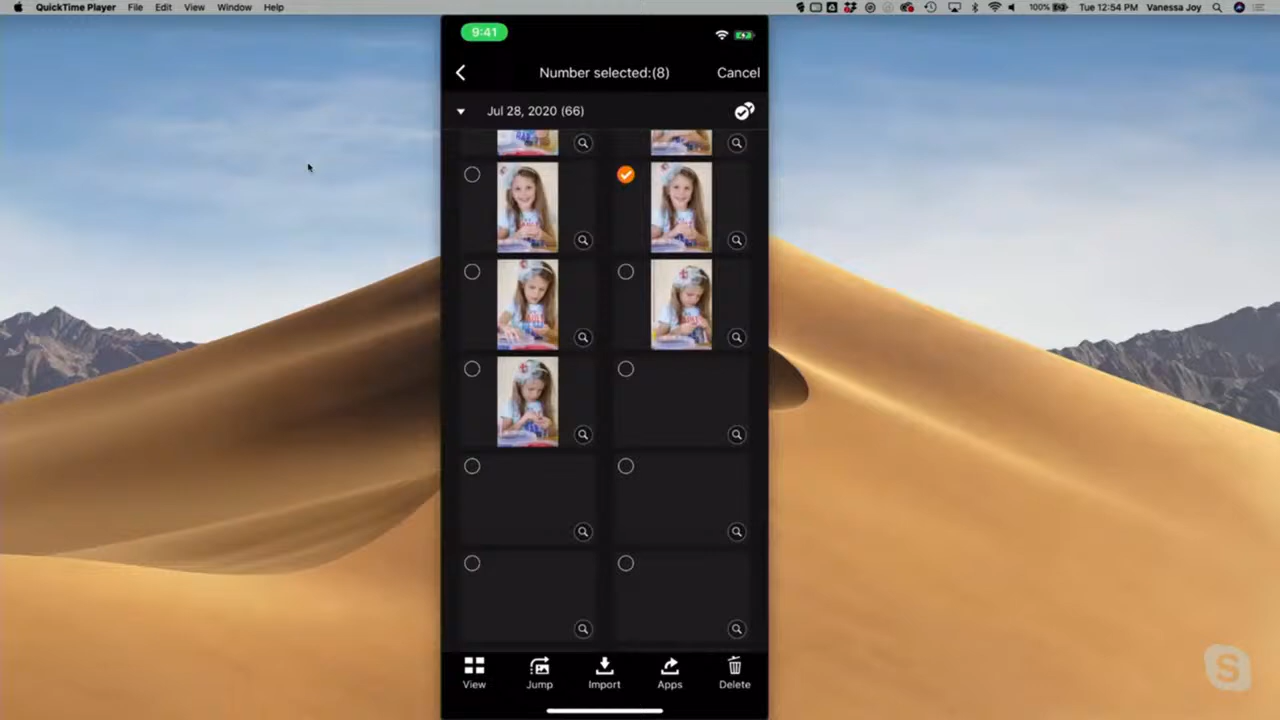 QuickTime Player File Edit View Window Help 100% Tue 12:54 PM Vanessa Joy
9:41
Number selected:(8) Cancel
Jul 28, 2020 (66)
View Jump Import Apps Delete